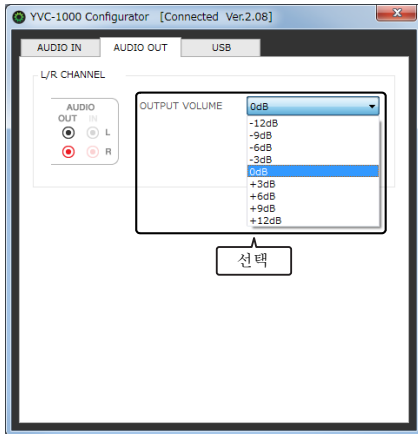 YVC-1000 Configurator [Connected Ver.2.08]
AUDIO IN AUDIO OUT USB
L/R CHANNEL
AUDIO
OUT IN
L
R
OUTPUT VOLUME 0dB
-12dB
-9dB
-6dB
-3dB
0dB
+3dB
+6dB
+9dB
+12dB
선택